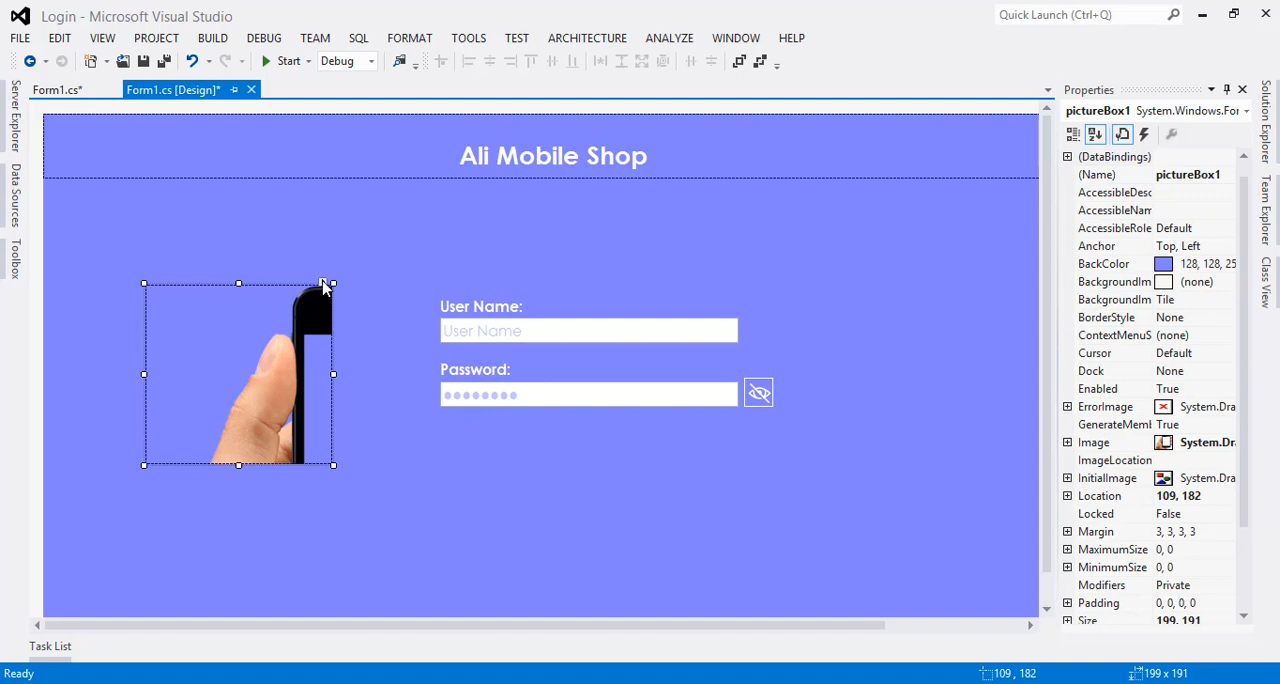 Login - Microsoft Visual Studio
Quick Launch (Ctrl+Q)
FILE EDIT VIEW PROJECT BUILD DEBUG TEAM SQL FORMAT TOOLS TEST ARCHITECTURE ANALYZE WINDOW HELP
Start Debug
Form1.cs* Form1.cs [Design]*
Properties
Server Explorer
Data Sources
Toolbox
Ali Mobile Shop
User Name:
User Name
Password:
pictureBox1 System.Windows.For
(DataBindings)
(Name) pictureBox1
AccessibleDesc
AccessibleNam
AccessibleRole Default
Anchor Top, Left
BackColor 128, 128, 25
BackgroundIm (none)
BackgroundIm Tile
BorderStyle None
ContextMenuS (none)
Cursor Default
Dock None
Enabled True
ErrorImage System.Dra
GenerateMemb True
Image System.Dra
ImageLocation
InitialImage System.Dra
Location 109, 182
Locked False
Margin 3, 3, 3, 3
MaximumSize 0, 0
MinimumSize 0, 0
Modifiers Private
Padding 0, 0, 0, 0
Size 199, 191
Solution Explorer
Team Explorer
Class View
Task List
Ready
109 , 182
199 x 191